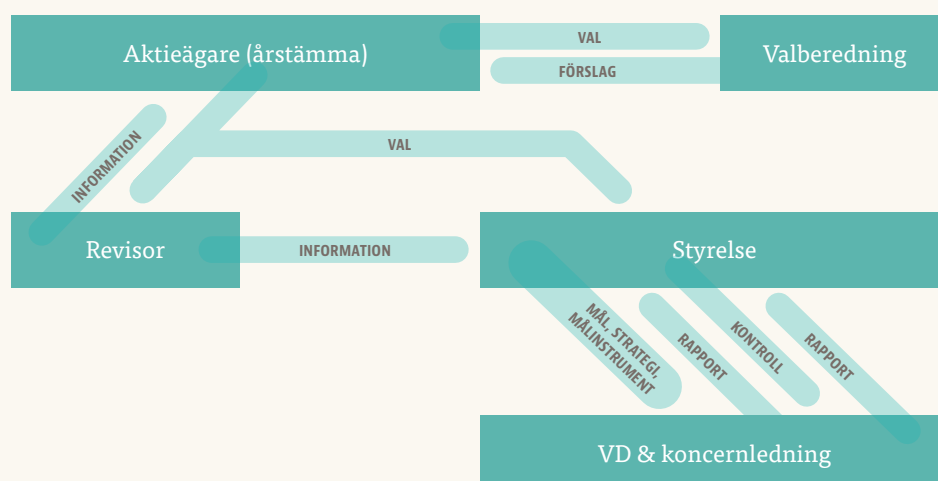 Aktieägare (årstämma)
VAL
FÖRSLAG
Valberedning
INFORMATION
VAL
Revisor
INFORMATION
Styrelse
MÅL, STRATEGI,
MÅLINSTRUMENT
RAPPORT
KONTROLL
RAPPORT
VD & koncernledning